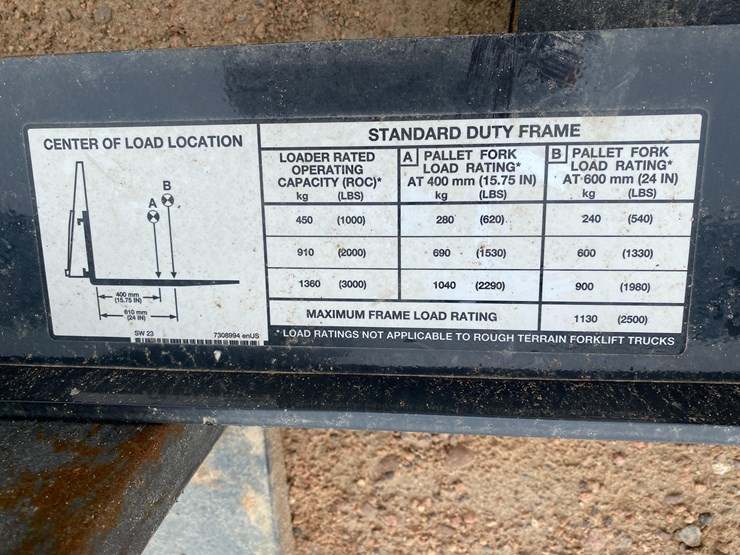 CENTER OF LOAD LOCATION
A
B
400 mm
(15.75 IN)
610 mm
(24 IN)
SW 23
7308994 enUS
STANDARD DUTY FRAME
LOADER RATED
OPERATING
CAPACITY (ROC)*
kg (LBS)
A PALLET FORK
LOAD RATING*
AT 400 mm (15.75 IN)
kg (LBS)
B PALLET FORK
LOAD RATING*
AT 600 mm (24 IN)
kg (LBS)
450 (1000) 280 (620) 240 (540)
910 (2000) 690 (1530) 600 (1330)
1360 (3000) 1040 (2290) 900 (1980)
MAXIMUM FRAME LOAD RATING 1130 (2500)
* LOAD RATINGS NOT APPLICABLE TO ROUGH TERRAIN FORKLIFT TRUCKS